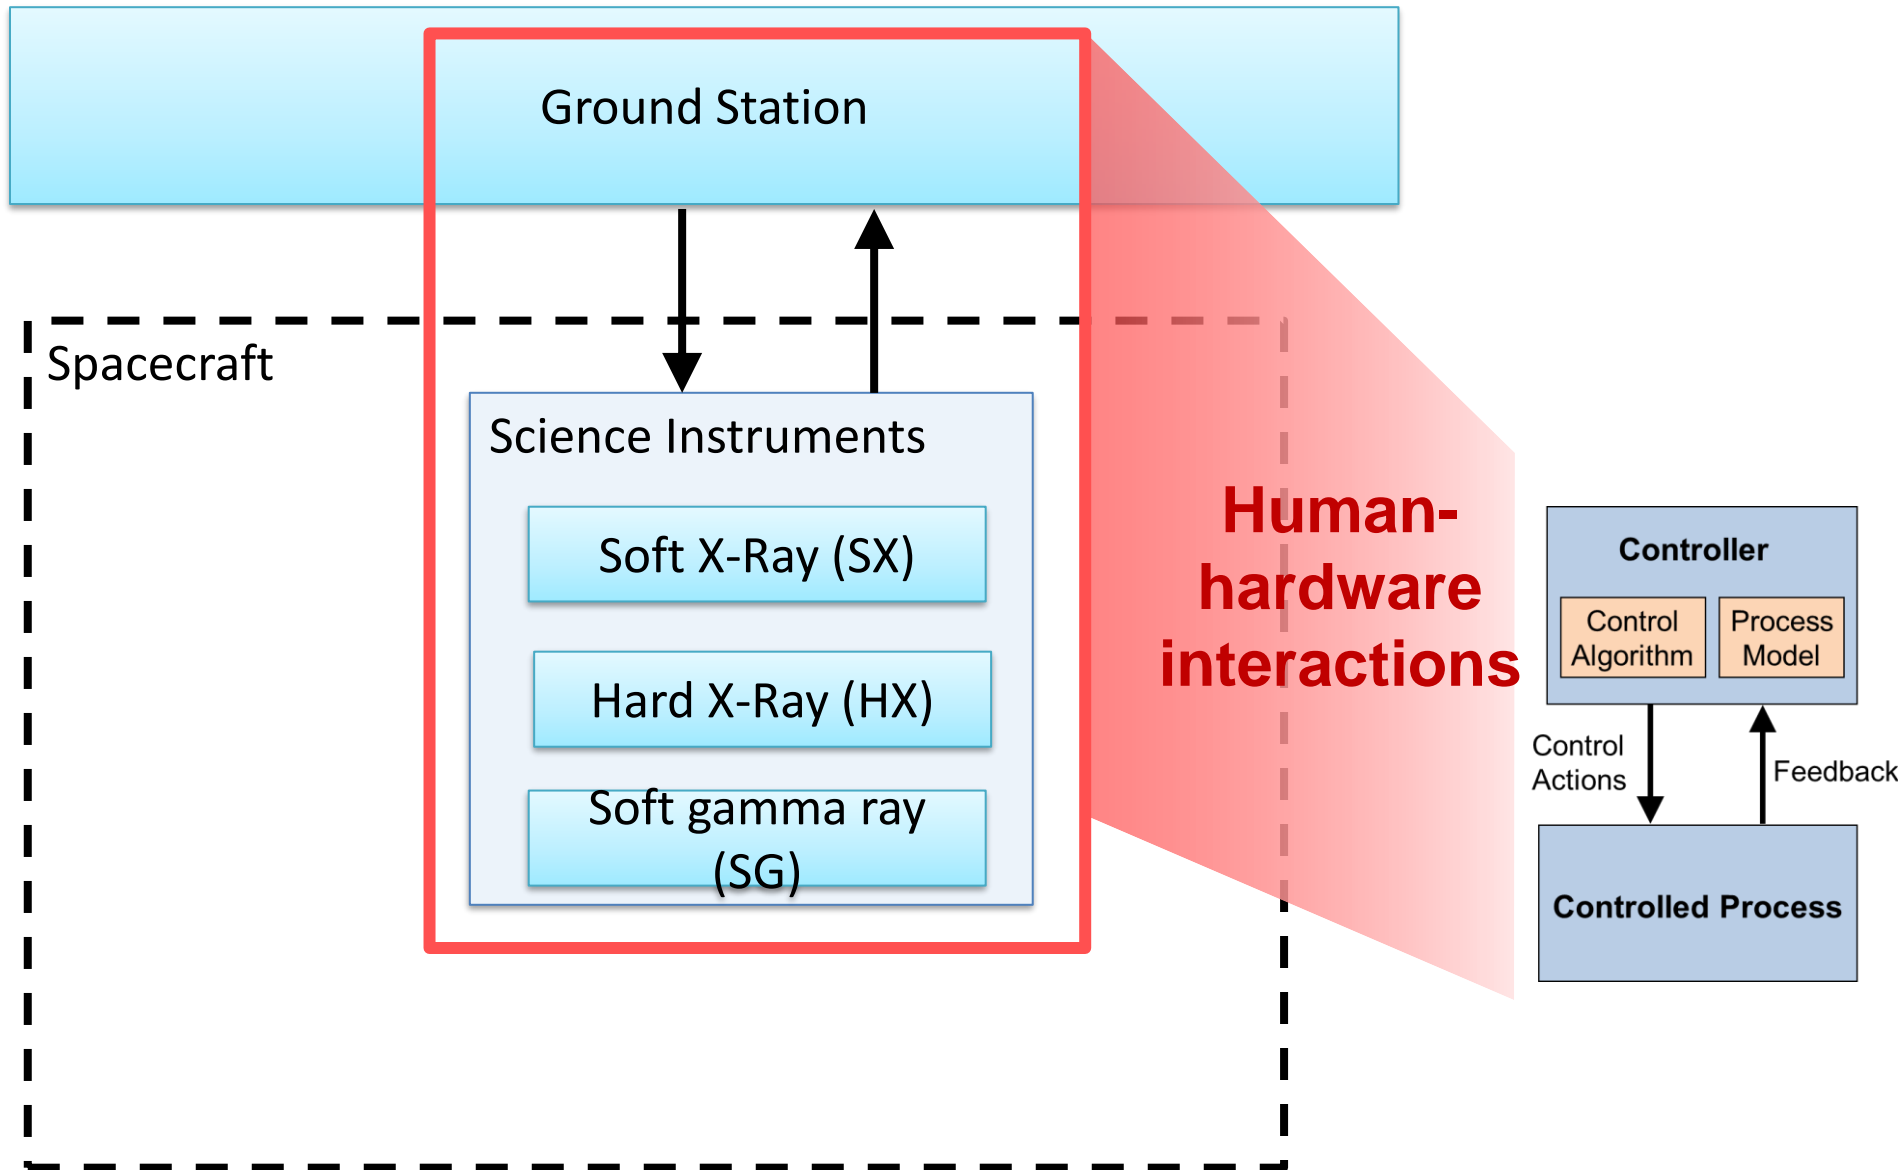 Ground Station
Spacecraft
Science Instruments
Soft X-Ray (SX)
Hard X-Ray (HX)
Soft gamma ray
(SG)
Human-
hardware
interactions
Controller
Control
Algorithm
Process
Model
Control
Actions
Feedback
Controlled Process